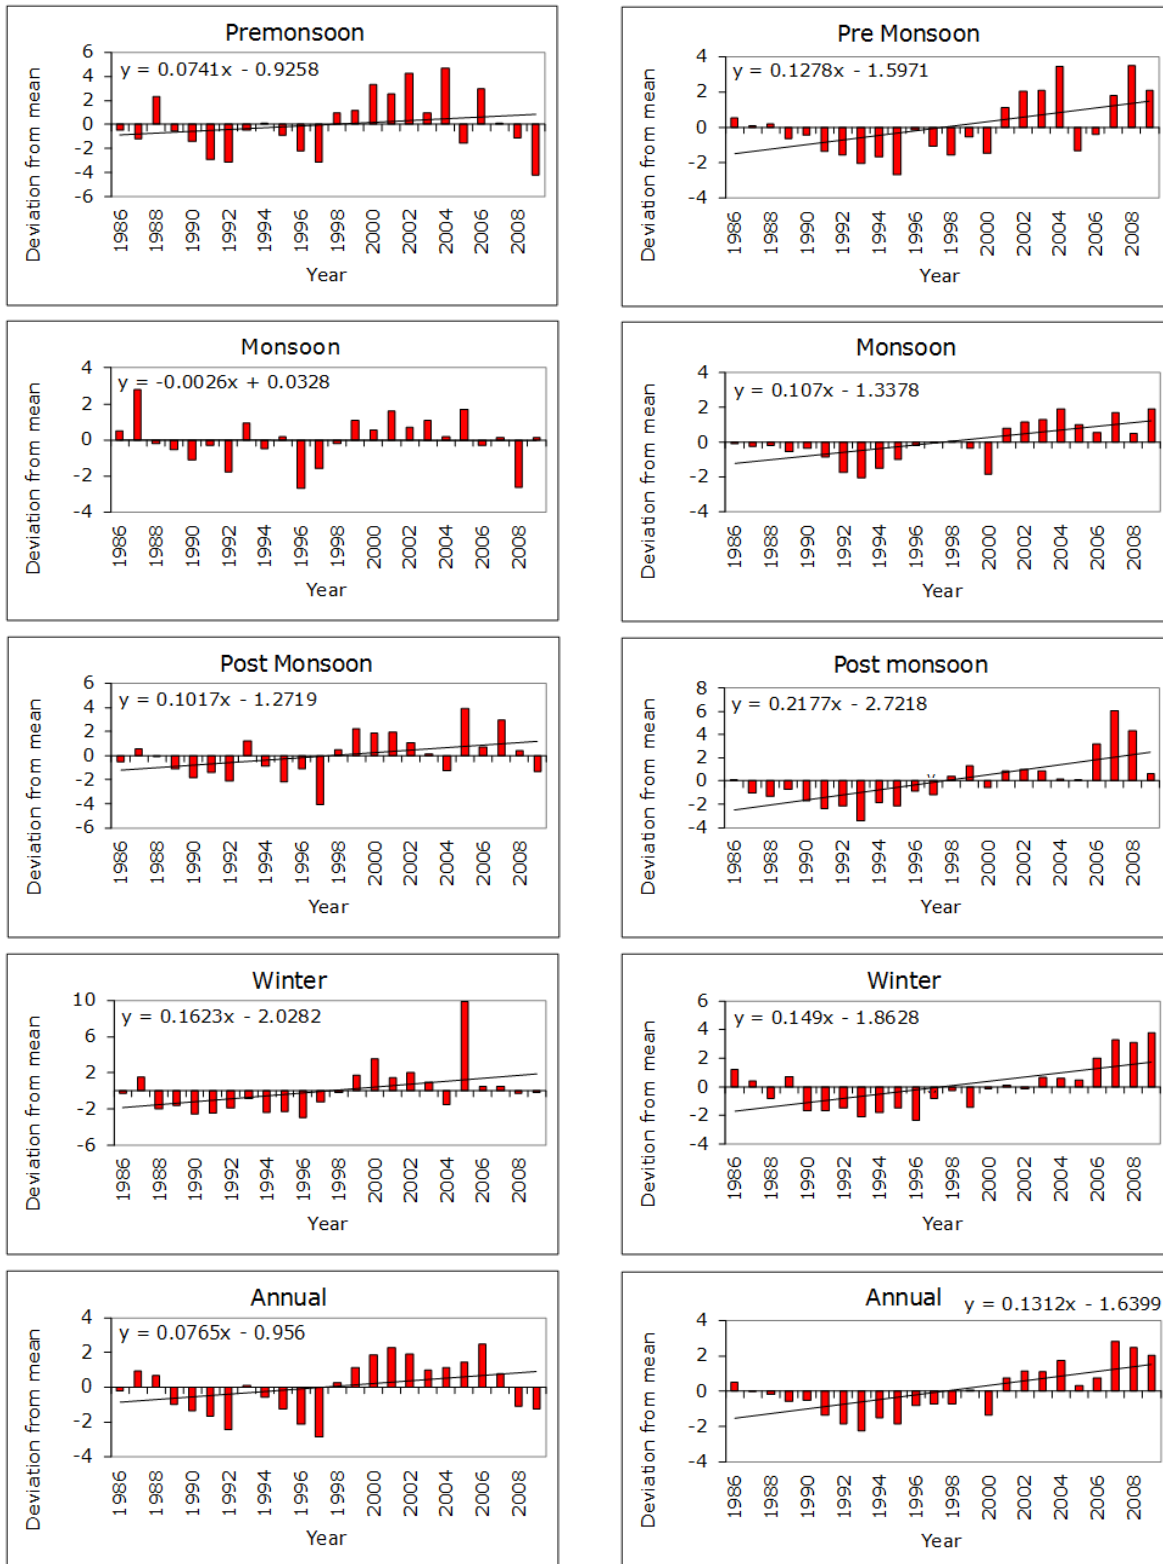 Premonsoon
y = 0.0741x - 0.9258
Deviation from mean
6
4
2
0
-2
-4
-6
1986 1988 1990 1992 1994 1996 1998 2000 2002 2004 2006 2008
Year
Pre Monsoon
y = 0.1278x - 1.5971
Deviation from mean
4
2
0
-2
-4
1986 1988 1990 1992 1994 1996 1998 2000 2002 2004 2006 2008
Year
Monsoon
y = -0.0026x + 0.0328
Deviation from mean
4
2
0
-2
-4
1986 1988 1990 1992 1994 1996 1998 2000 2002 2004 2006 2008
Year
Monsoon
y = 0.107x - 1.3378
Deviation from mean
4
2
0
-2
-4
1986 1988 1990 1992 1994 1996 1998 2000 2002 2004 2006 2008
Year
Post Monsoon
y = 0.1017x - 1.2719
Deviation from mean
6
4
2
0
-2
-4
-6
1986 1988 1990 1992 1994 1996 1998 2000 2002 2004 2006 2008
Year
Post monsoon
y = 0.2177x - 2.7218
Deviation from mean
8
6
4
2
0
-2
-4
1986 1988 1990 1992 1994 1996 1998 2000 2002 2004 2006 2008
Year
Winter
y = 0.1623x - 2.0282
Deviation from mean
10
6
2
-2
-6
1986 1988 1990 1992 1994 1996 1998 2000 2002 2004 2006 2008
Year
Winter
y = 0.149x - 1.8628
Devition from mean
6
4
2
0
-2
-4
1986 1988 1990 1992 1994 1996 1998 2000 2002 2004 2006 2008
Year
Annual
y = 0.0765x - 0.956
Deviation from mean
4
2
0
-2
-4
1986 1988 1990 1992 1994 1996 1998 2000 2002 2004 2006 2008
Year
Annual
y = 0.1312x - 1.6399
Deviation from mean
4
2
0
-2
-4
1986 1988 1990 1992 1994 1996 1998 2000 2002 2004 2006 2008
Year